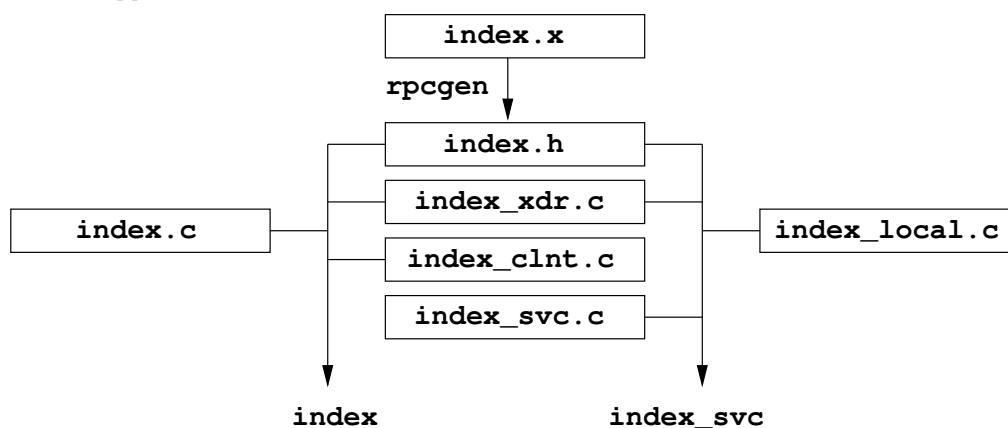 index.x
rpcgen
index.h
index_xdr.c
index.c
index_local.c
index_clnt.c
index_svc.c
index
index_svc